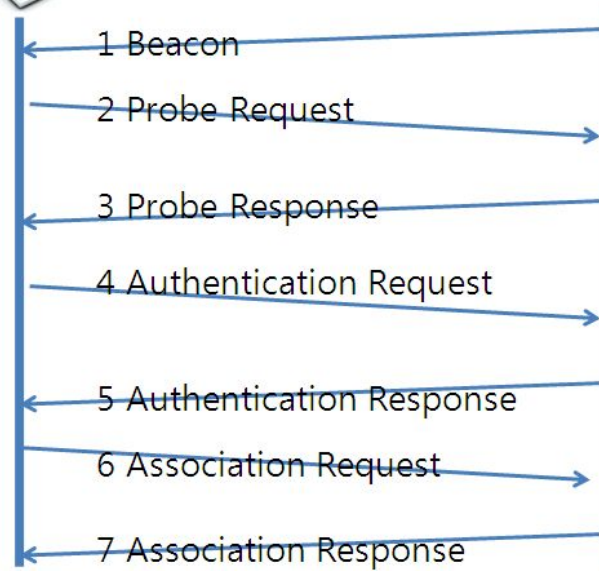 1 Beacon
2 Probe Request
3 Probe Response
4 Authentication Request
5 Authentication Response
6 Association Request
7 Association Response